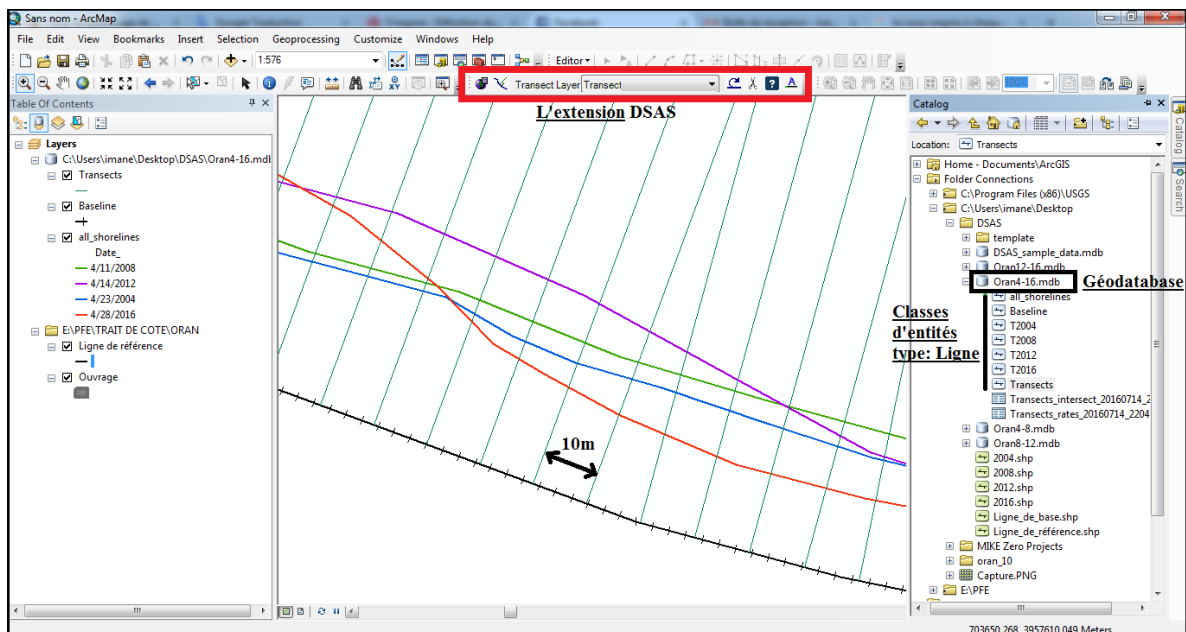 Sans nom - ArcMap
File Edit View Bookmarks Insert Selection Geoprocessing Customize Windows Help
1:576
Editor
Transect Layer Transect
100%
Table Of Contents
Layers
C:\Users\imane\Desktop\DSAS\Oran4-16.mdb
Transects
Baseline
all_shorelines
Date_
4/11/2008
4/14/2012
4/23/2004
4/28/2016
E:\PFE\TRAIT DE COTE\ORAN
Ligne de référence
Ouvrage
L'extension DSAS
10m
Classes
d'entités
type: Ligne
Géodatabase
Catalog
Location: Transects
Home - Documents\ArcGIS
Folder Connections
C:\Program Files (x86)\USGS
C:\Users\imane\Desktop
DSAS
template
DSAS_sample_data.mdb
Oran12-16.mdb
Oran4-16.mdb
all_shorelines
Baseline
T2004
T2008
T2012
T2016
Transects
Transects_intersect_20160714_2
Transects_rates_20160714_2204
Oran4-8.mdb
Oran8-12.mdb
2004.shp
2008.shp
2012.shp
2016.shp
Ligne_de_base.shp
Ligne_de_référence.shp
MIKE Zero Projects
oran_10
Capture.PNG
E:\PFE
Catalog
Search
703650,268 3957610,049 Meters